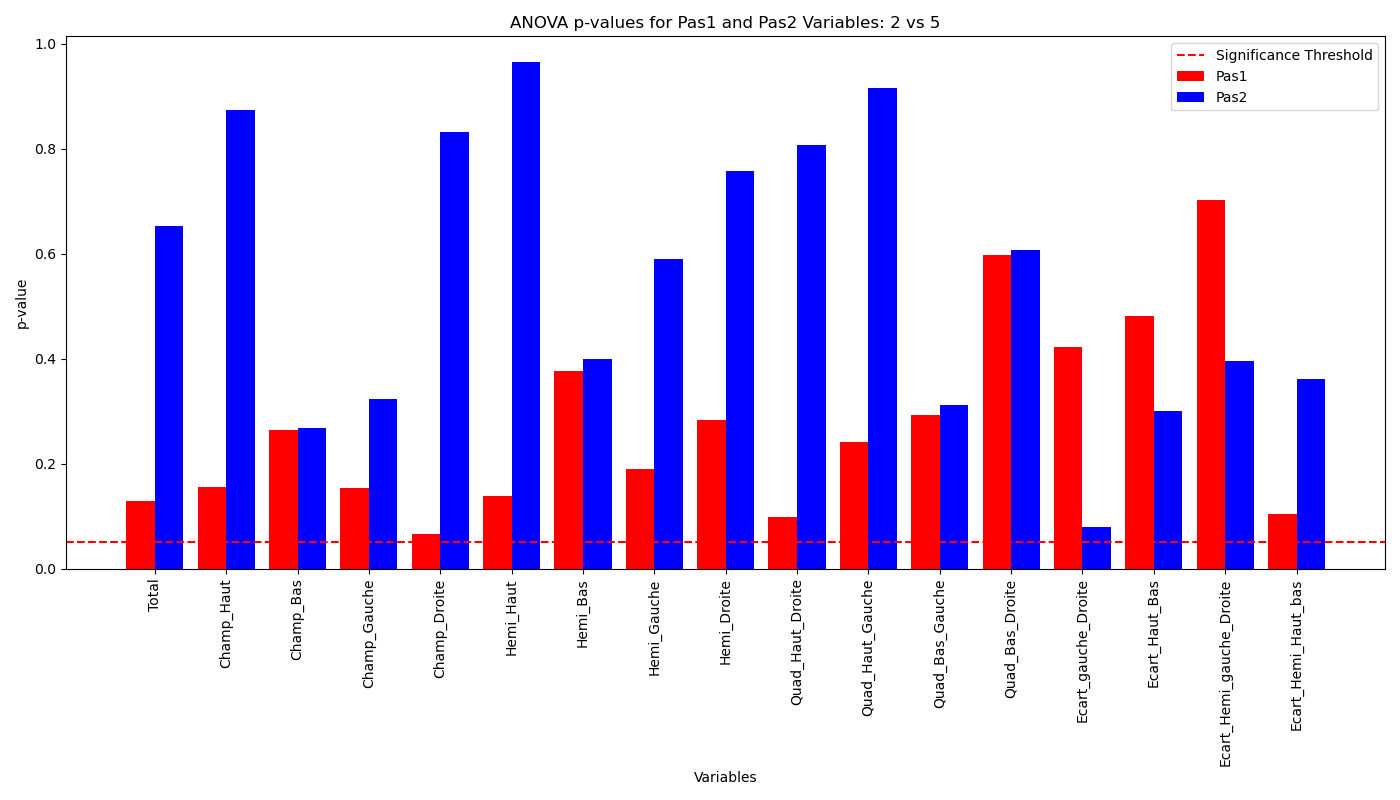 ANOVA p-values for Pas1 and Pas2 Variables: 2 vs 5
Significance Threshold
Pas1
Pas2
p-value
1.0
0.8
0.6
0.4
0.2
0.0
Total
Champ_Haut
Champ_Bas
Champ_Gauche
Champ_Droite
Hemi_Haut
Hemi_Bas
Hemi_Gauche
Hemi_Droite
Quad_Haut_Droite
Quad_Haut_Gauche
Quad_Bas_Gauche
Quad_Bas_Droite
Ecart_gauche_Droite
Ecart_Haut_Bas
Ecart_Hemi_gauche_Droite
Ecart_Hemi_Haut_bas
Variables